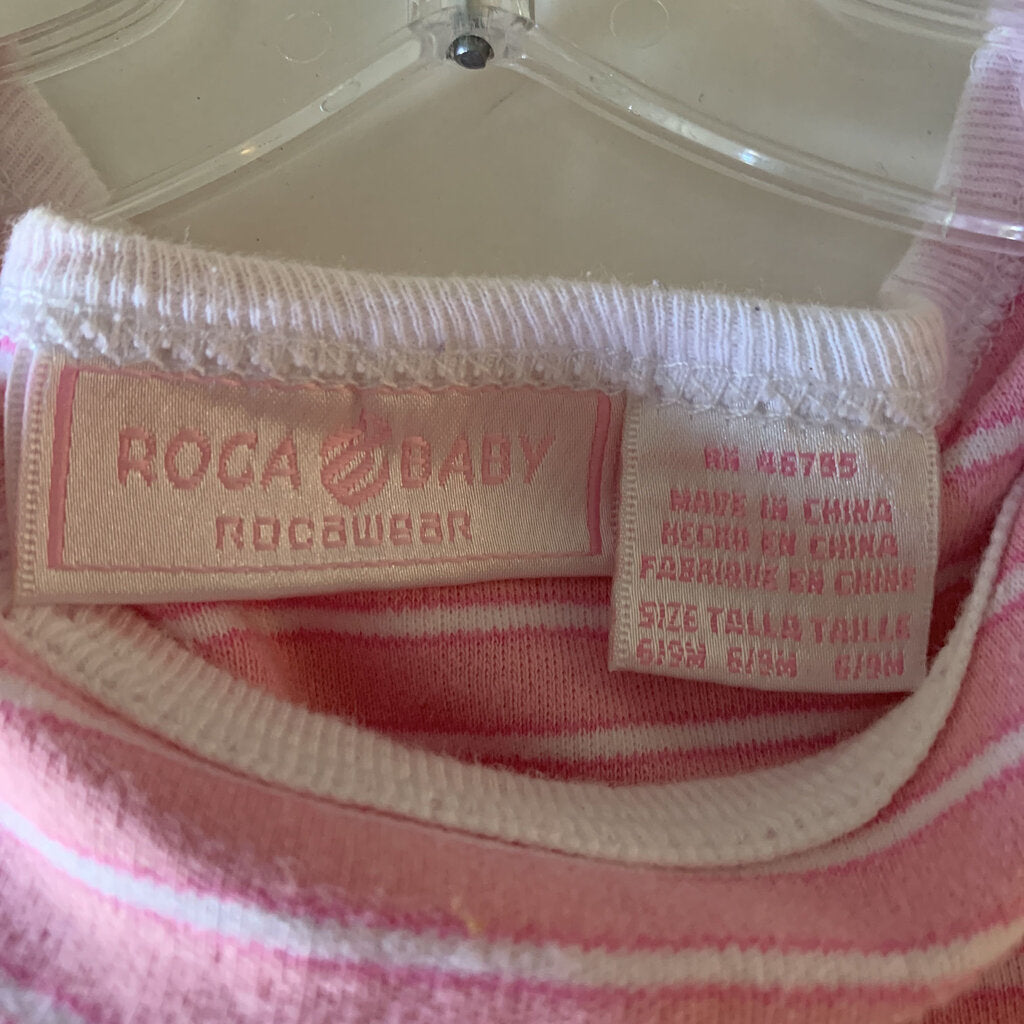 ROCA BABY
ROCAWEAR
RN
MADE IN CHINA
HECHO EN CHINA
FABRIQUE EN CHINE
SIZE TALLA TAILLE
6/9M 6/9M 6/9M